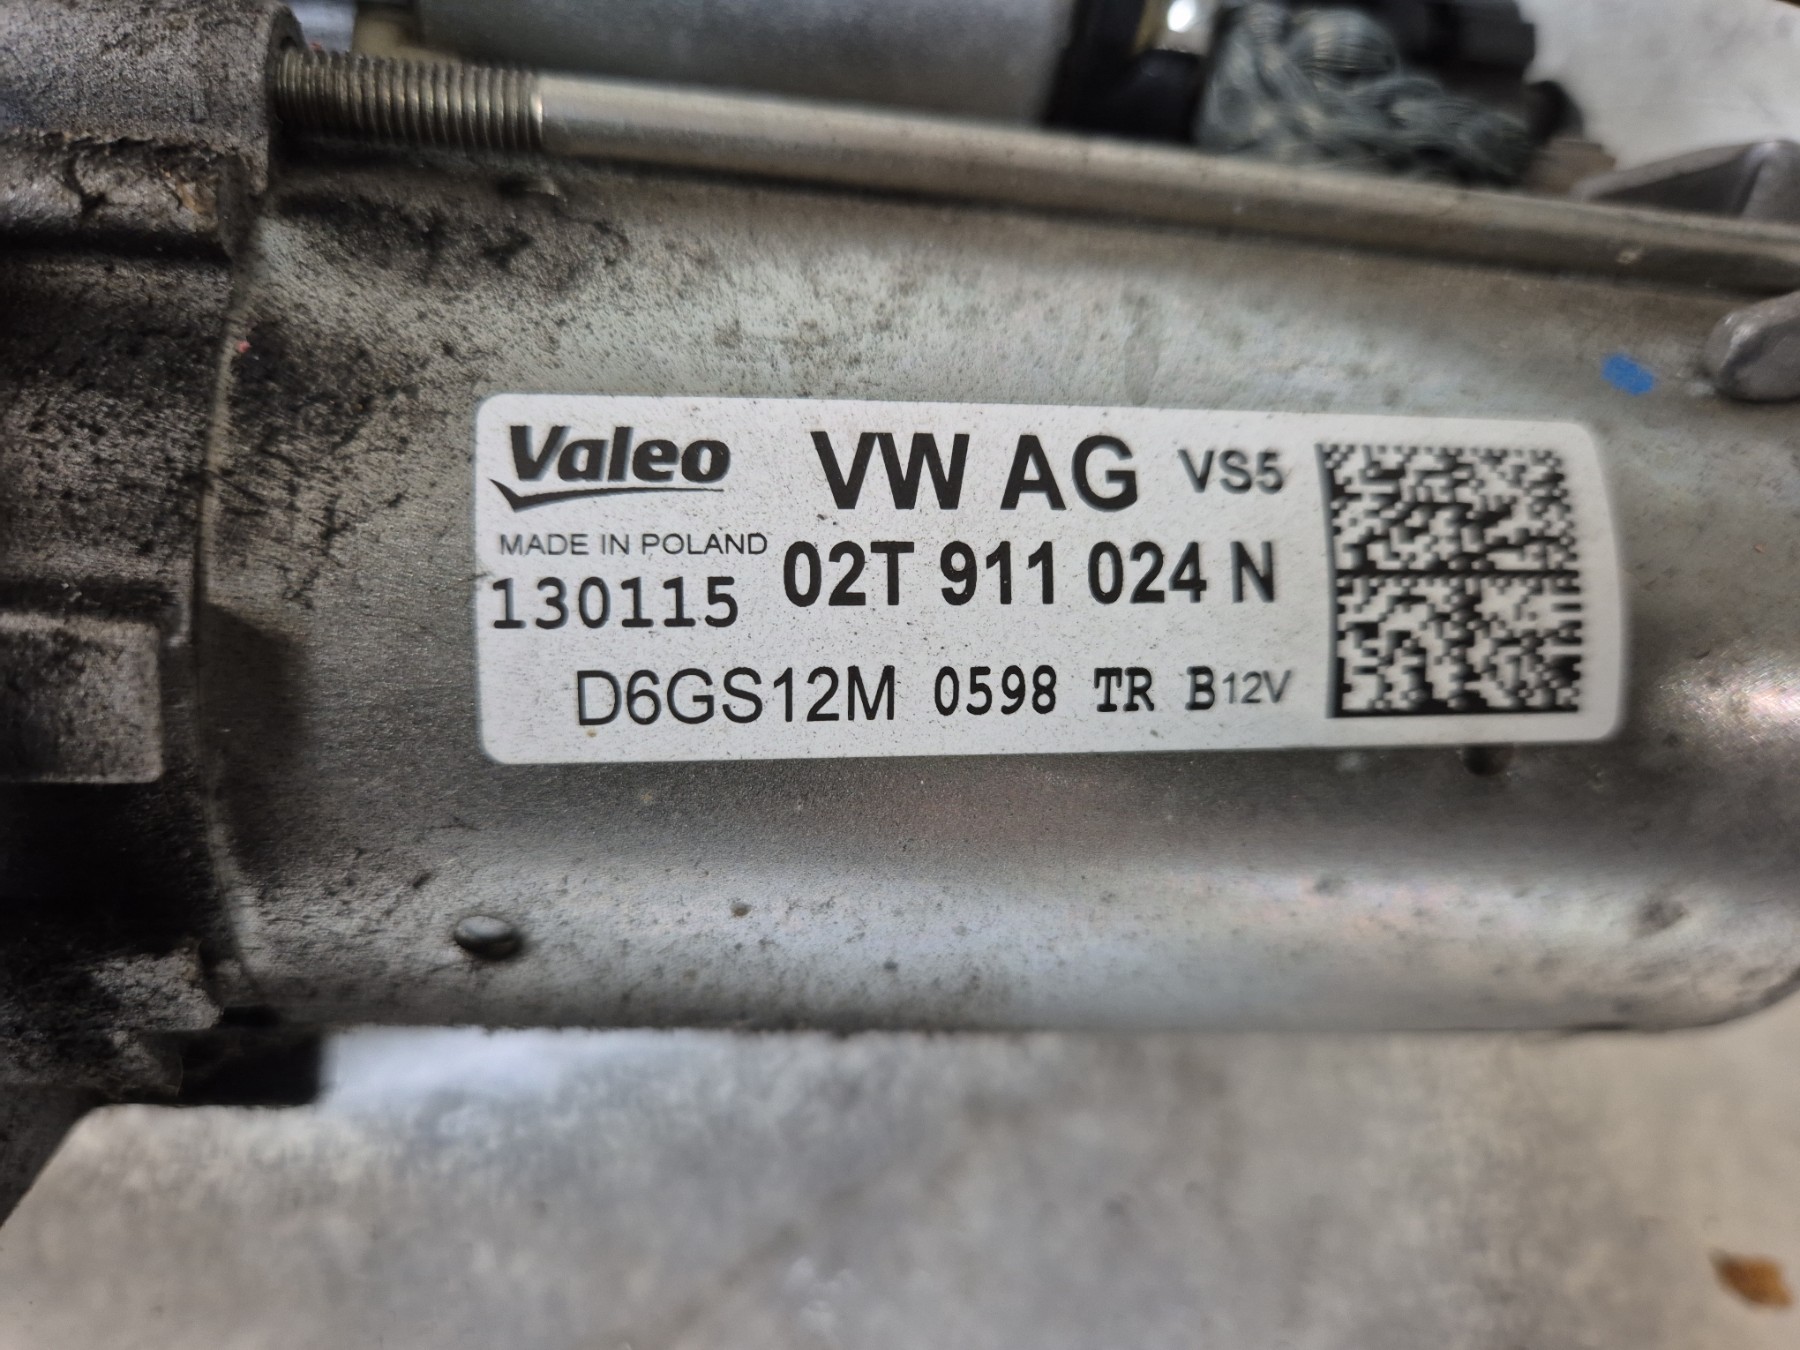 Valeo VW AG VS5
MADE IN POLAND 02T 911 024 N
130115
D6GS12M 0598 TR B12V